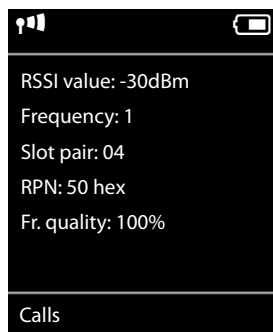 RSSI value: -30dBm
Frequency: 1
Slot pair: 04
RPN: 50 hex
Fr. quality: 100%
Calls